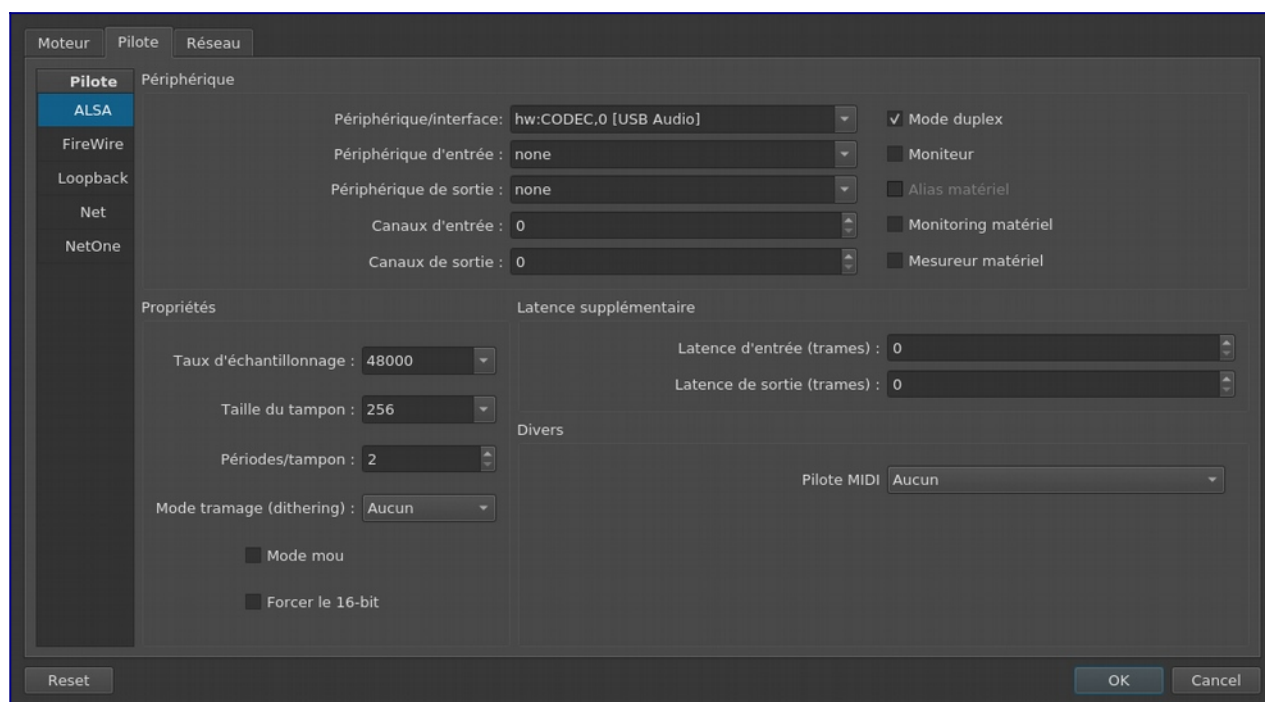 Moteur Pilote Réseau
Pilote
ALSA
FireWire
Loopback
Net
NetOne
Périphérique
Périphérique/interface: hw:CODEC,0 [USB Audio]
Périphérique d'entrée : none
Périphérique de sortie : none
Canaux d'entrée : 0
Canaux de sortie : 0
Mode duplex
Moniteur
Alias matériel
Monitoring matériel
Mesureur matériel
Propriétés
Taux d'échantillonnage : 48000
Taille du tampon : 256
Périodes/tampon : 2
Mode tramage (dithering) : Aucun
Mode mou
Forcer le 16-bit
Latence supplémentaire
Latence d'entrée (trames) : 0
Latence de sortie (trames) : 0
Divers
Pilote MIDI Aucun
Reset OK Cancel